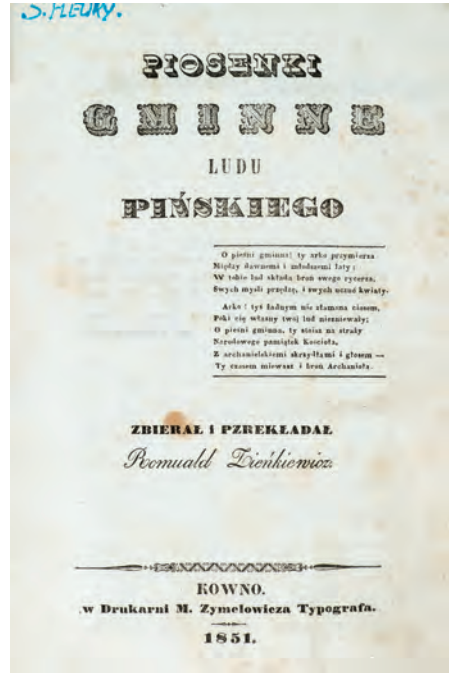 S. FLEURY.
PIOSENKI
GMINNE
LUDU
PIŃSKIEGO
O pieśni gminna! ty arko przymierza
Między dawnemi i młodszemi laty;
W tobie lud składa broń swego rycerza,
Swych myśli przędzę, i swych uczuć kwiaty.
Arko! tyś żadnym nie złamana ciosem,
Póki cię własny twój lud nieznieważy;
O pieśni gminna, ty stoisz na straży
Narodowego pamiątek Kościoła,
Z archanielskiemi skrzydłami i głosem —
Ty czasem miewasz i broń Archanioła.
ZBIERAŁ I PZREKŁADAŁ
Romuald Zieńkiewicz.
KOWNO.
w Drukarni M. Zymelowicza Typografa.
1851.